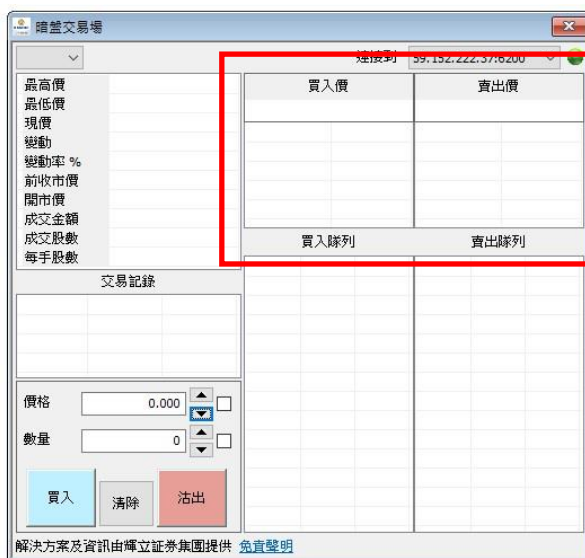 暗盤交易場
連接到 59.152.222.37:6200
最高價
最低價
現價
變動
變動率 %
前收市價
開市價
成交金額
成交股數
每手股數
買入價 賣出價
買入隊列 賣出隊列
交易記錄
價格 0.000
數量 0
買入 清除 沽出
解決方案及資訊由輝立証券集團提供 免責聲明